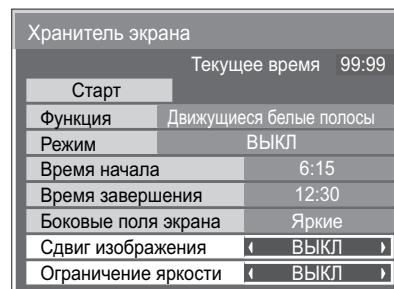 Хранитель экрана
Текущее время 99:99
Старт
Функция Движущиеся белые полосы
Режим ВЫКЛ
Время начала 6:15
Время завершения 12:30
Боковые поля экрана Яркие
Сдвиг изображения ВЫКЛ
Ограничение яркости ВЫКЛ